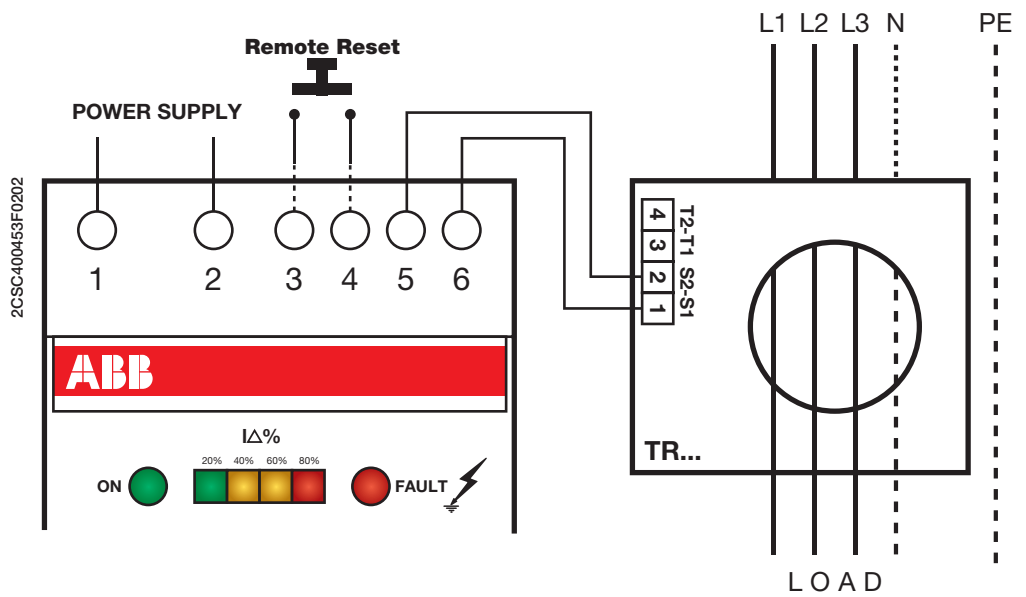 L1 L2 L3 N PE
Remote Reset
POWER SUPPLY
2CSC400453F0202
1 2 3 4 5 6
4 T2-T1
3
2 S2-S1
1
ABB
I△%
20% 40% 60% 80%
ON FAULT
TR...
LOAD